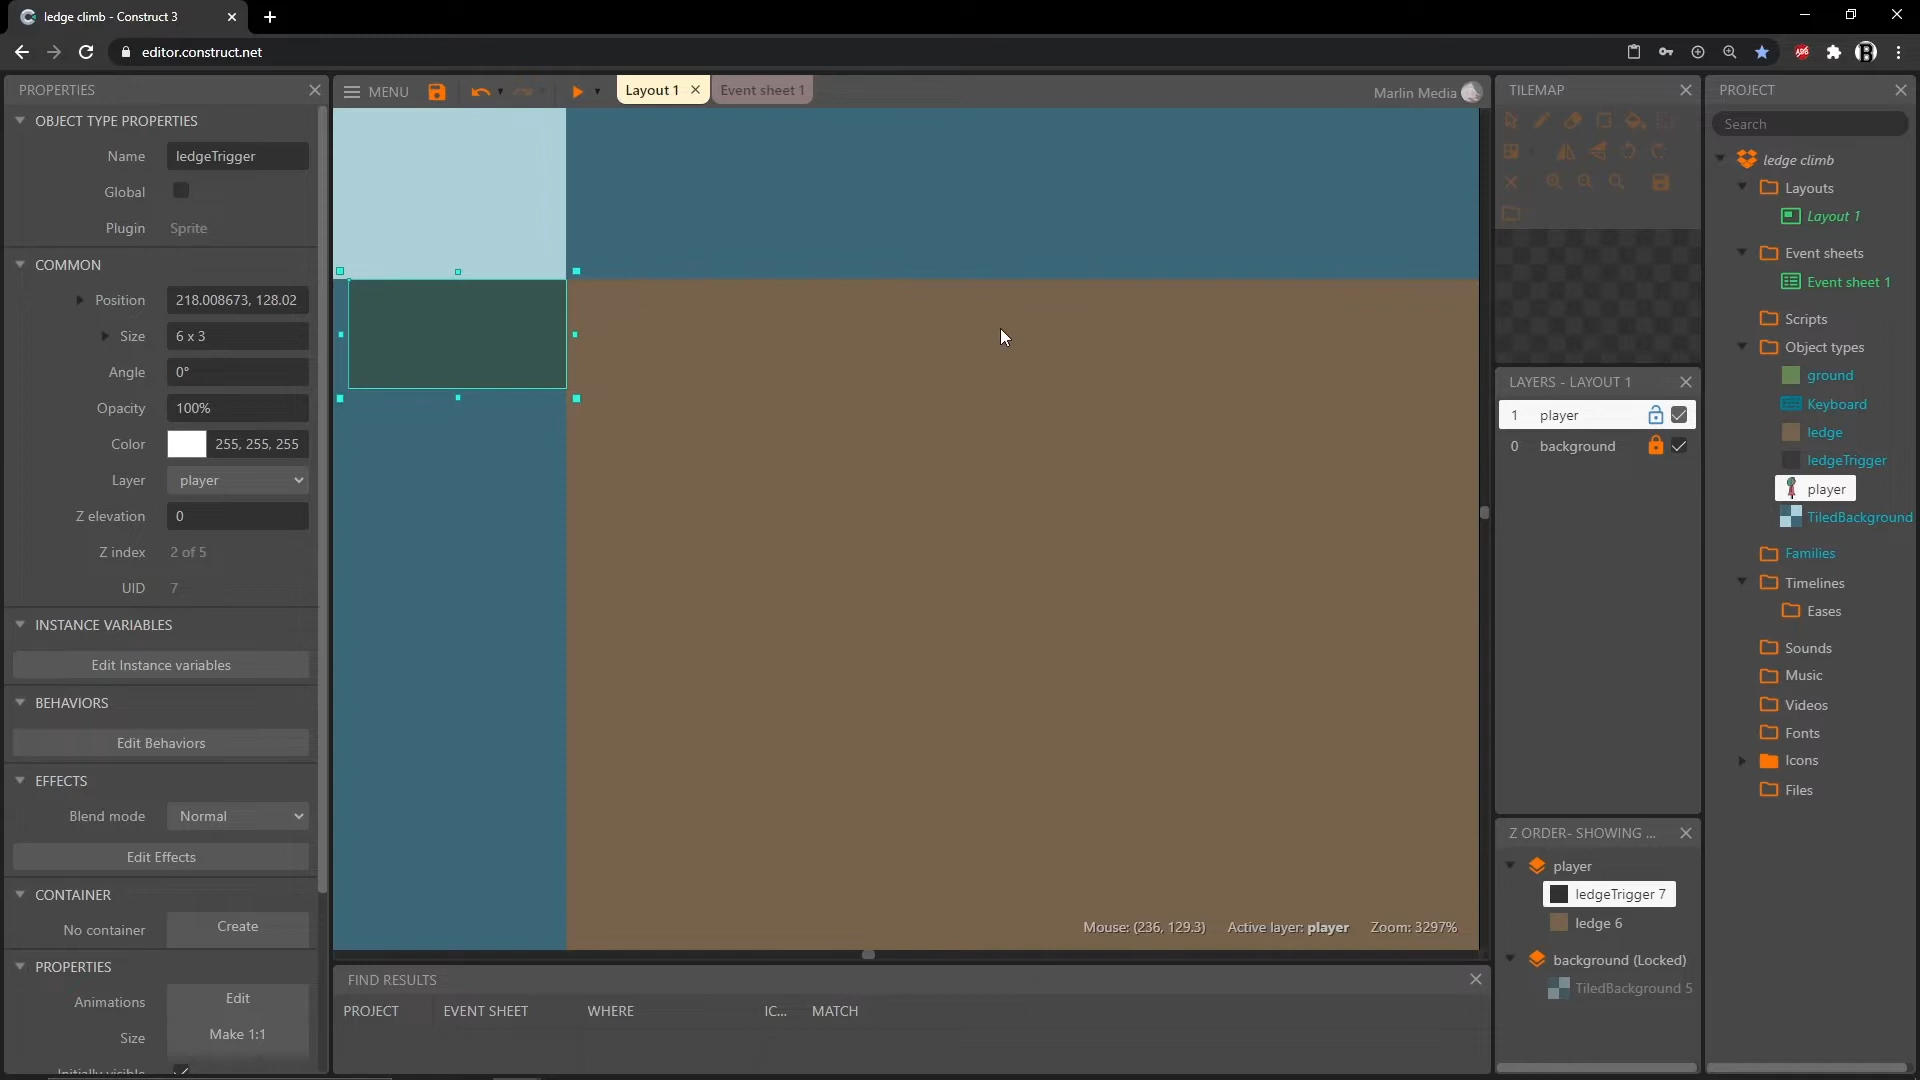 ledge climb - Construct 3
editor.construct.net
PROPERTIES
OBJECT TYPE PROPERTIES
Name ledgeTrigger
Global
Plugin Sprite
COMMON
Position 218.008673, 128.02
Size 6 x 3
Angle 0°
Opacity 100%
Color 255, 255, 255
Layer player
Z elevation 0
Z index 2 of 5
UID 7
INSTANCE VARIABLES
Edit Instance variables
BEHAVIORS
Edit Behaviors
EFFECTS
Blend mode Normal
Edit Effects
CONTAINER
No container Create
PROPERTIES
Animations Edit
Size Make 1:1
Initially visible
MENU
Layout 1
Event sheet 1
Marlin Media
Mouse: (236, 129.3) Active layer: player Zoom: 3297%
FIND RESULTS
PROJECT EVENT SHEET WHERE IC... MATCH
TILEMAP
LAYERS - LAYOUT 1
1 player
0 background
Z ORDER- SHOWING ...
player
ledgeTrigger 7
ledge 6
background (Locked)
TiledBackground 5
PROJECT
Search
ledge climb
Layouts
Layout 1
Event sheets
Event sheet 1
Scripts
Object types
ground
Keyboard
ledge
ledgeTrigger
player
TiledBackground
Families
Timelines
Eases
Sounds
Music
Videos
Fonts
Icons
Files